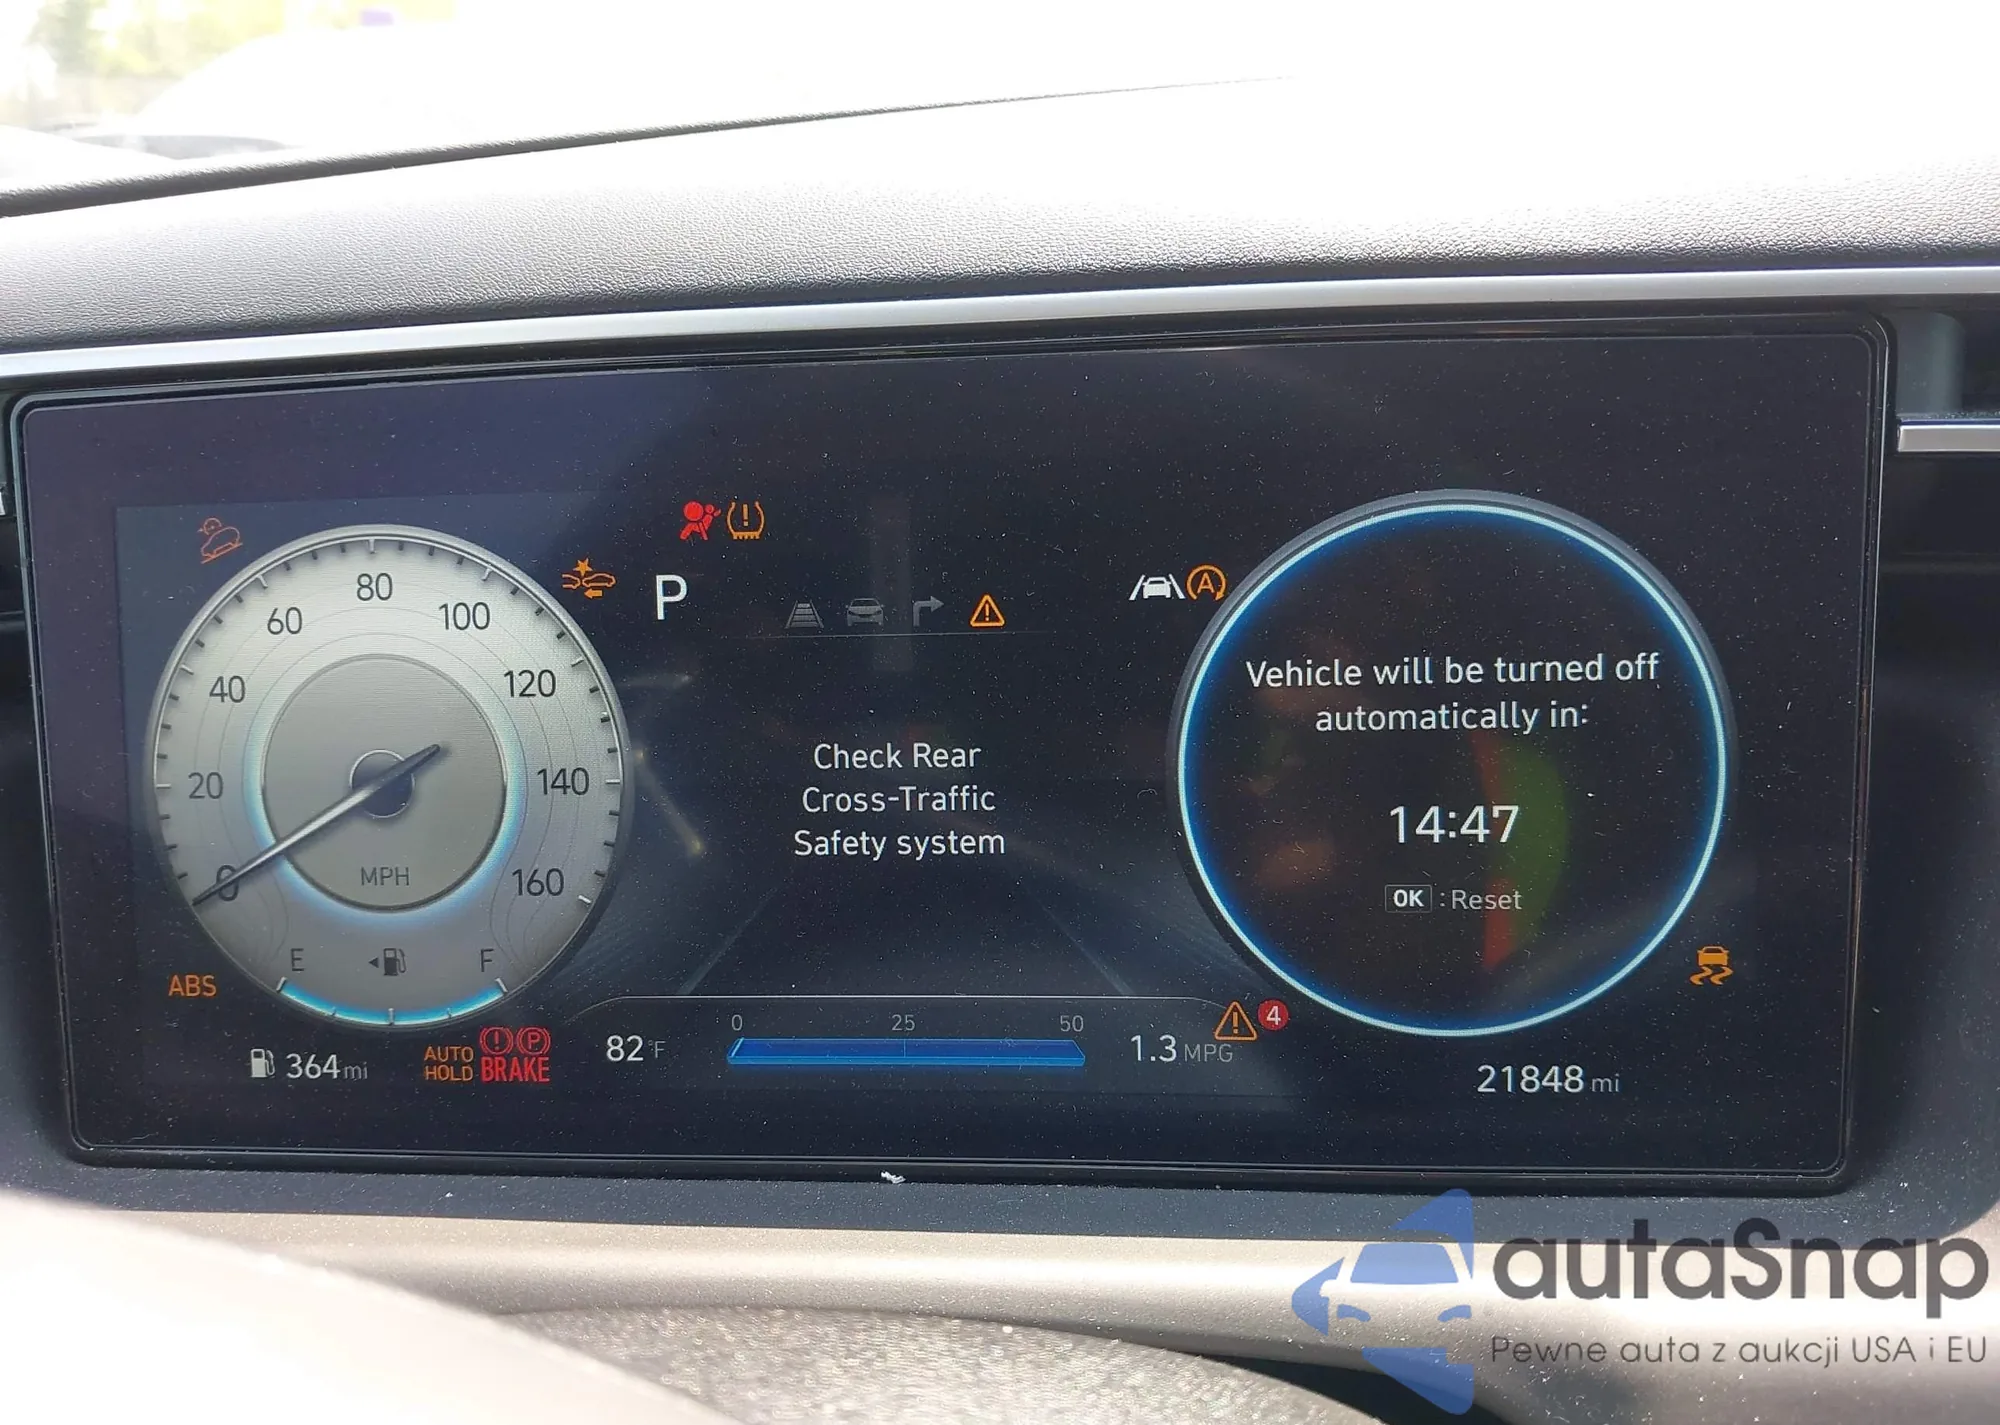 80
60
100
40
120
20
140
0
160
MPH
E
F
ABS
364 mi
AUTO
HOLD
P
BRAKE
P
Check Rear
Cross-Traffic
Safety system
82°F
0 25 50
1.3 MPG
A
Vehicle will be turned off
automatically in:
14:47
OK : Reset
4
21848 mi
autaSnap
Pewne auta z aukcji USA i EU